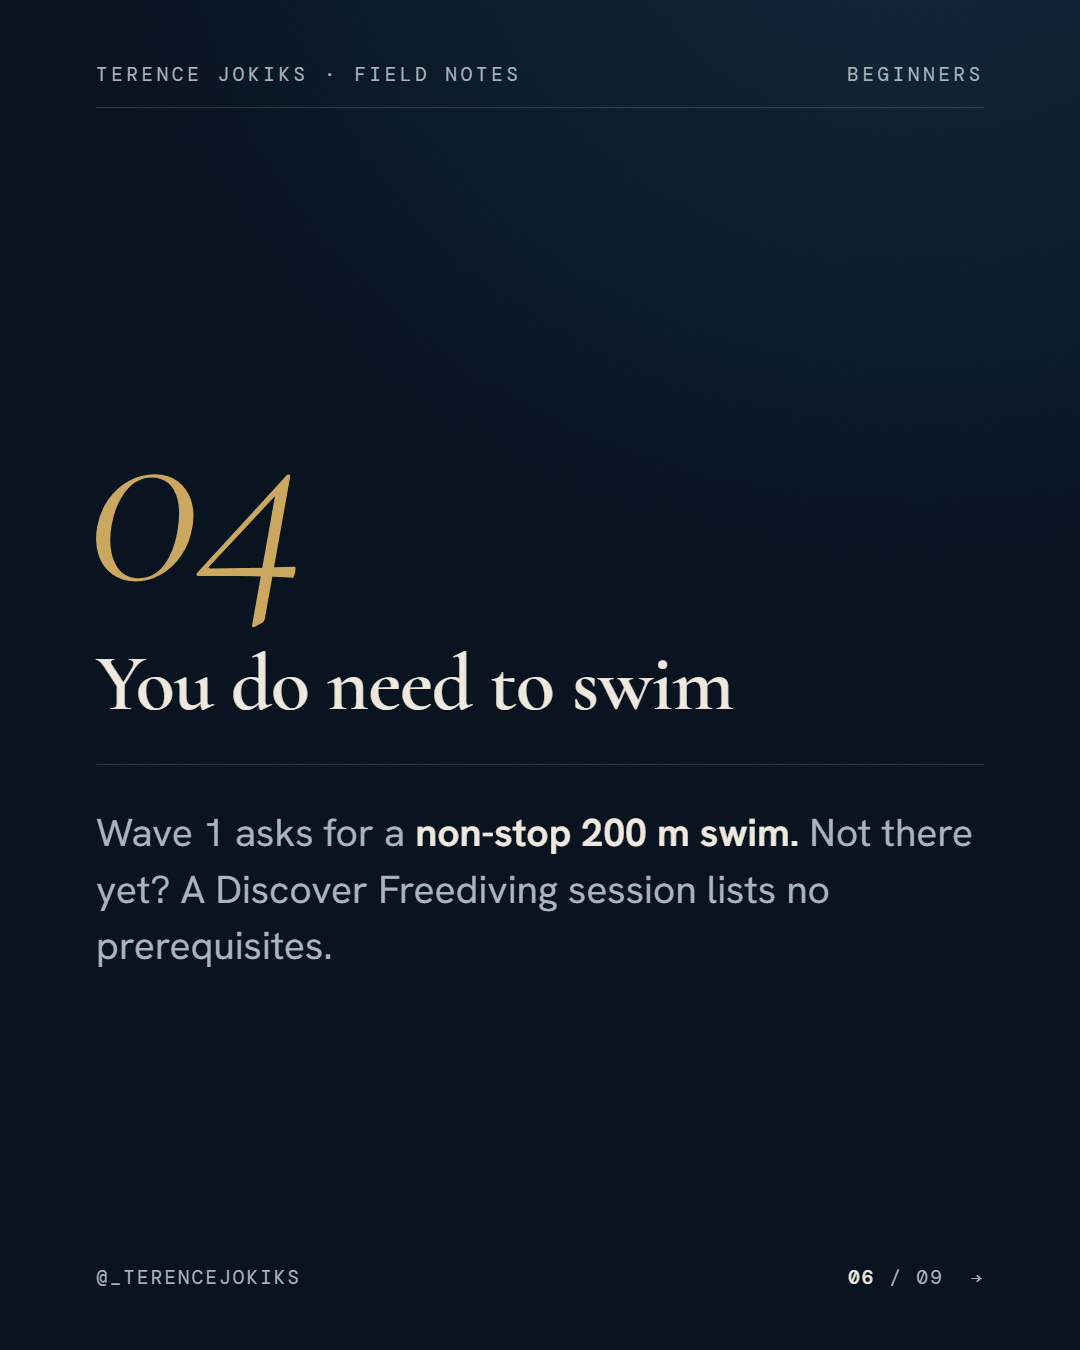 TERENCE JOKIKS · FIELD NOTES
BEGINNERS
04
You do need to swim
Wave 1 asks for a non-stop 200 m swim. Not there
yet? A Discover Freediving session lists no
prerequisites.
@_TERENCEJOKIKS
06 / 09 →